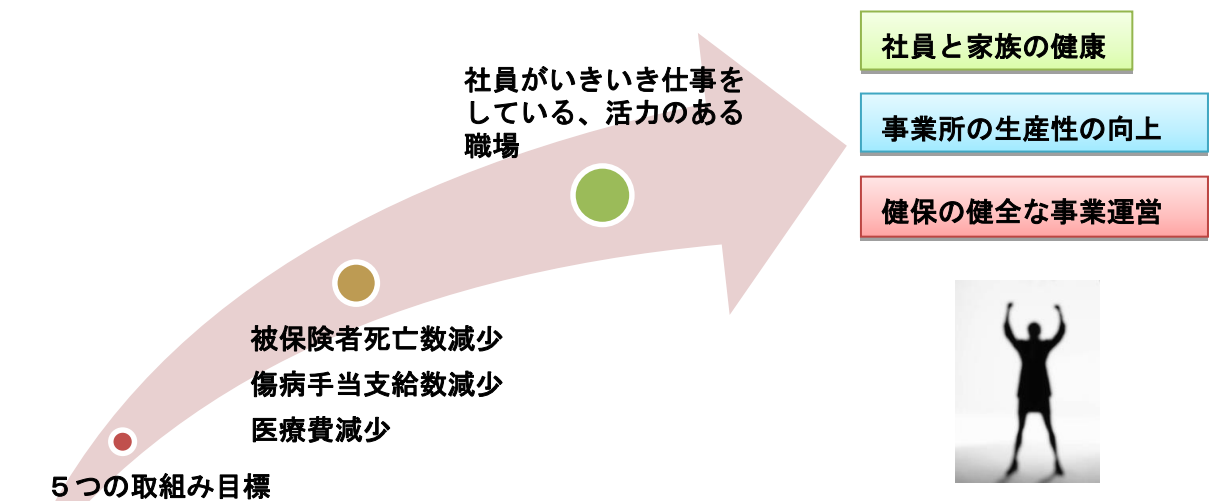 社員と家族の健康
社員がいきいき仕事を
している、活力のある
職場
事業所の生産性の向上
健保の健全な事業運営
被保険者死亡数減少
傷病手当支給数減少
医療費減少
５つの取組み目標